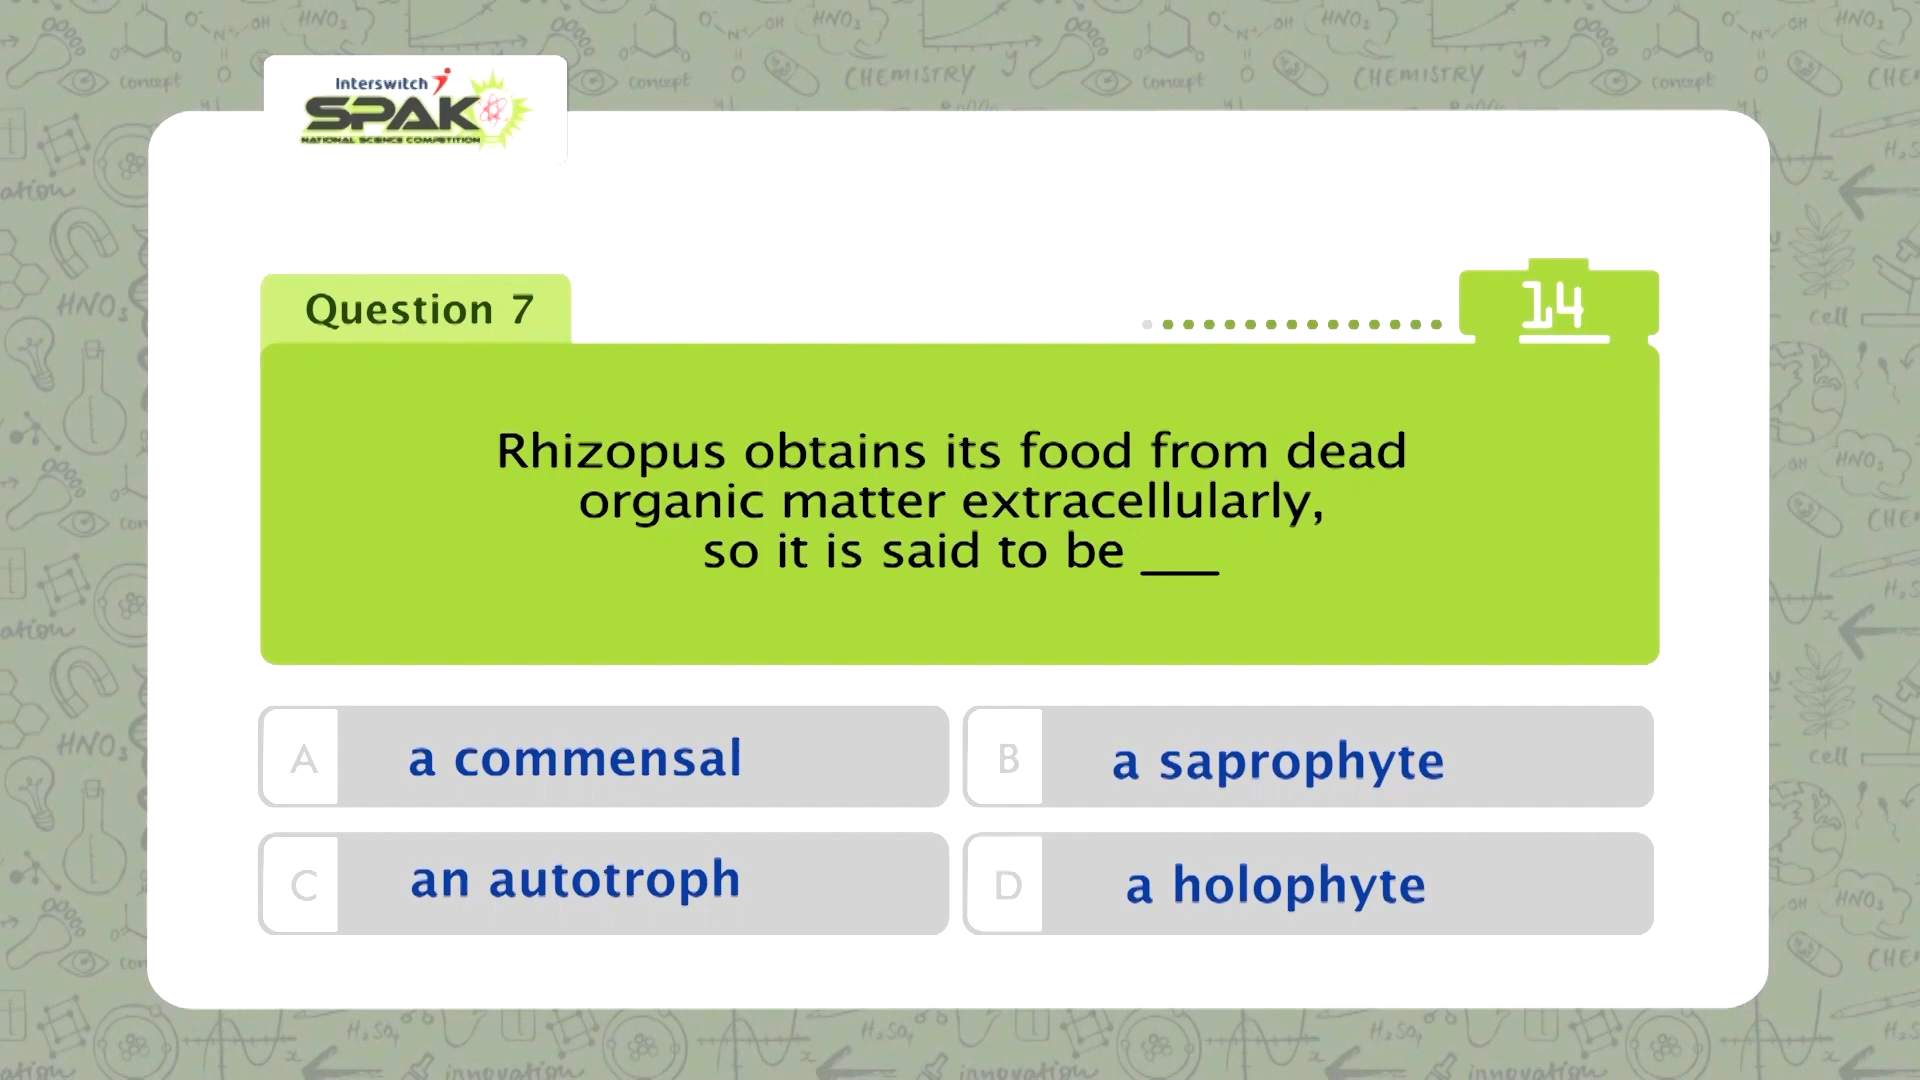 Interswitch
SPAK
NATIONAL SCIENCE COMPETITION
Question 7
14
Rhizopus obtains its food from dead
organic matter extracellularly,
so it is said to be ___
A a commensal
B a saprophyte
C an autotroph
D a holophyte